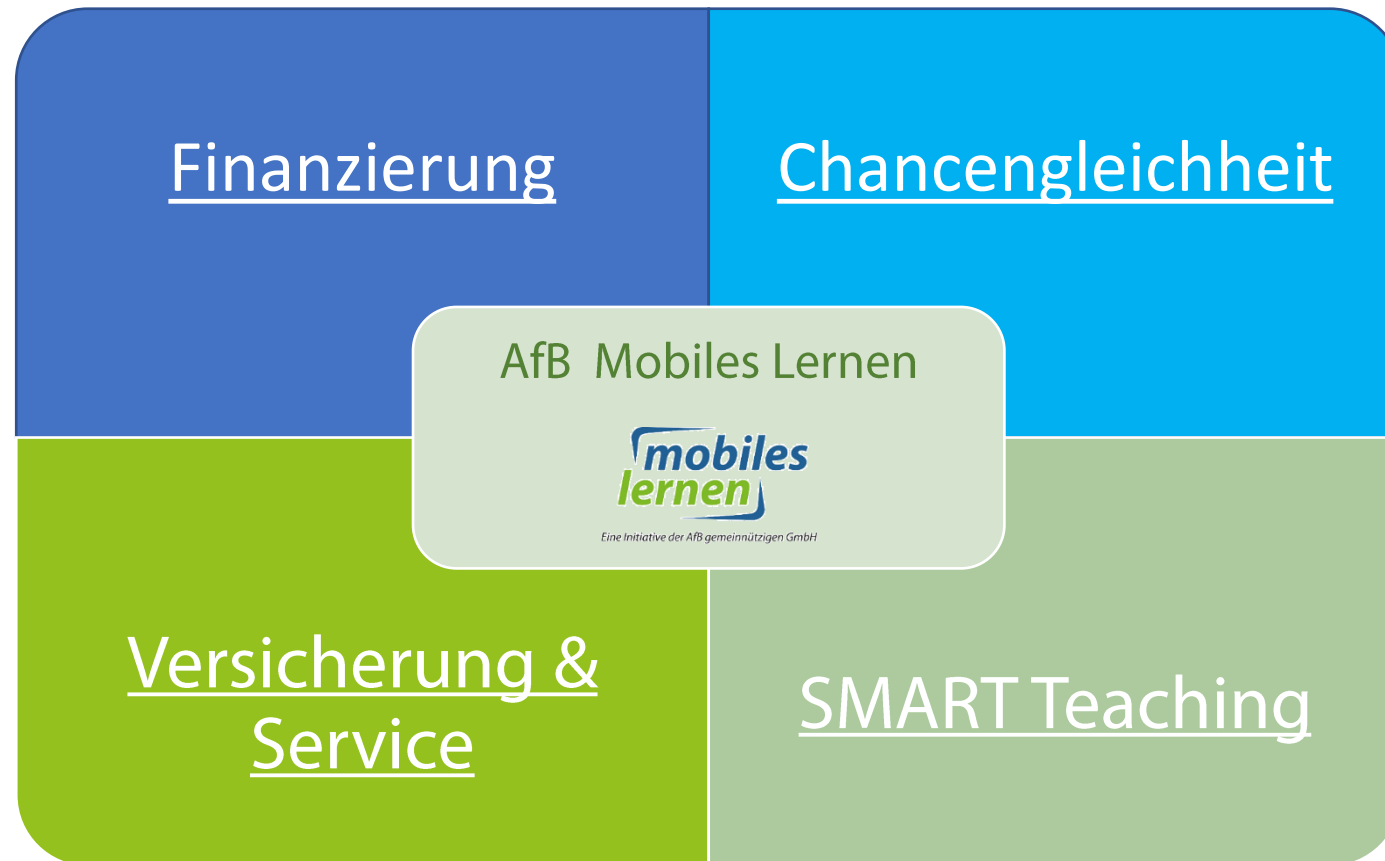 Finanzierung
Chancengleichheit
AfB Mobiles Lernen
mobiles
lernen
Eine Initiative der AfB gemeinnützigen GmbH
Versicherung &
Service
SMART Teaching